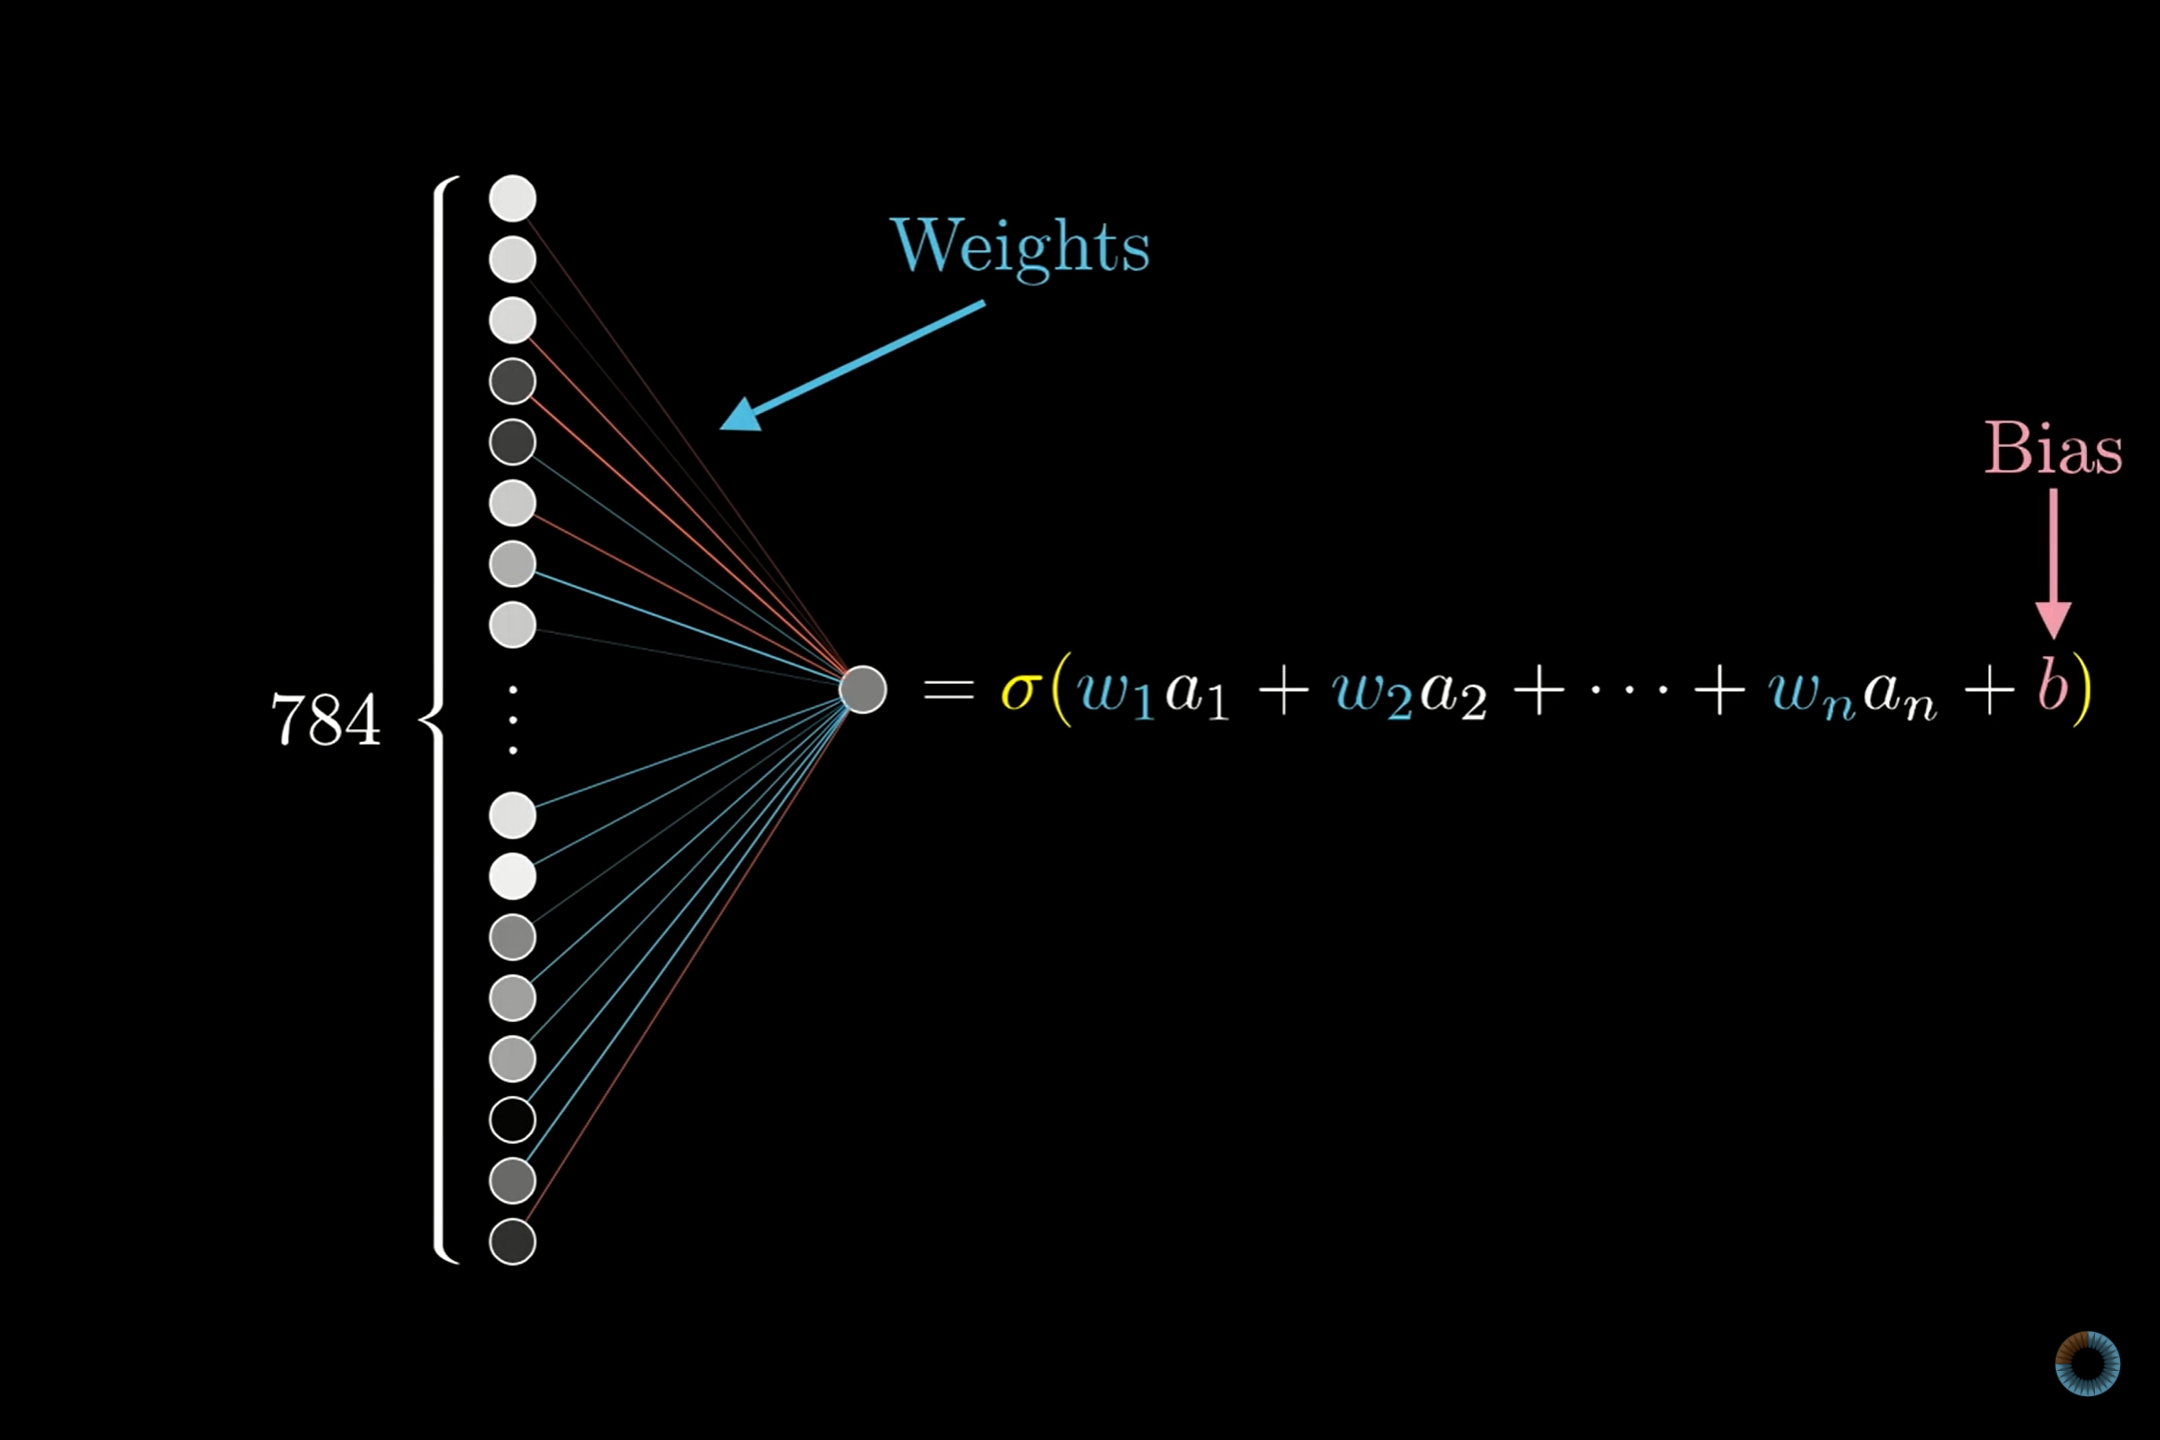 Weights
Bias
784
= σ(w₁a₁ + w₂a₂ + ··· + wₙaₙ + b)